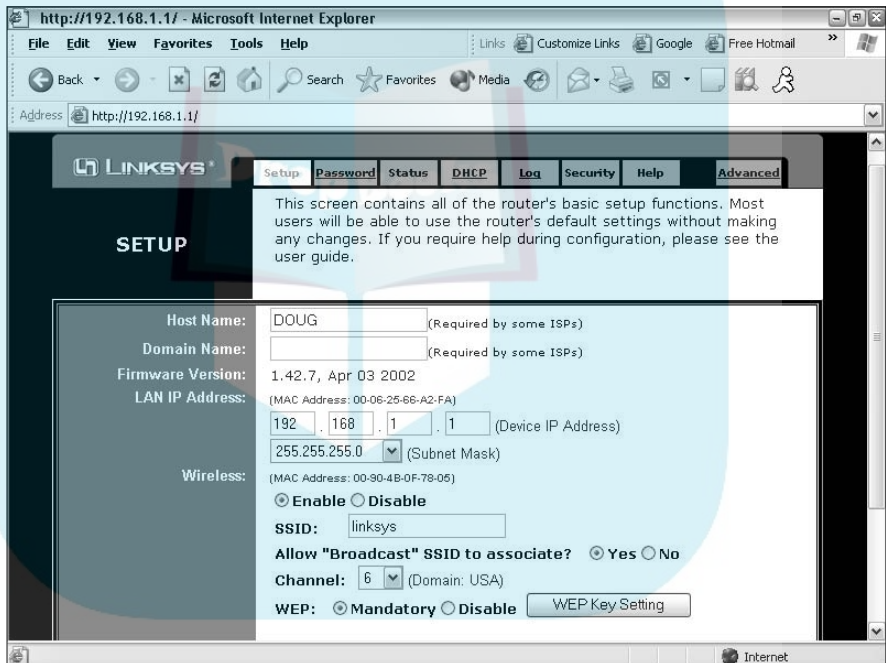 http://192.168.1.1/ - Microsoft Internet Explorer
File Edit View Favorites Tools Help Links Customize Links Google Free Hotmail »
Back Search Favorites Media
Address http://192.168.1.1/
LINKSYS®
Setup Password Status DHCP Log Security Help Advanced
SETUP
This screen contains all of the router's basic setup functions. Most
users will be able to use the router's default settings without making
any changes. If you require help during configuration, please see the
user guide.
Host Name: DOUG (Required by some ISPs)
Domain Name: (Required by some ISPs)
Firmware Version: 1.42.7, Apr 03 2002
LAN IP Address: (MAC Address: 00-06-25-66-A2-FA)
192 . 168 . 1 . 1 (Device IP Address)
255.255.255.0 (Subnet Mask)
Wireless: (MAC Address: 00-90-4B-0F-78-05)
Enable Disable
SSID: linksys
Allow "Broadcast" SSID to associate? Yes No
Channel: 6 (Domain: USA)
WEP: Mandatory Disable WEP Key Setting
Internet